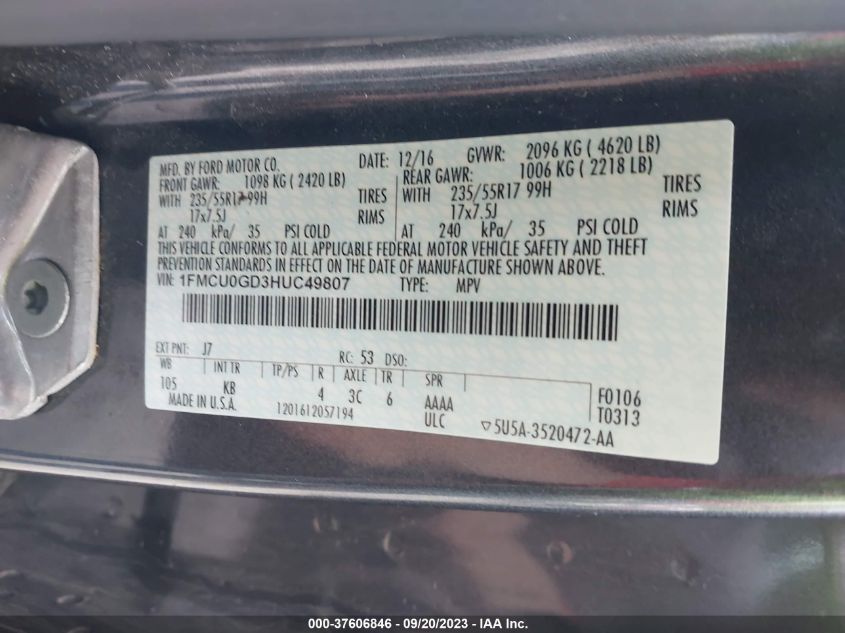 MFD. BY FORD MOTOR CO. DATE: 12/16 GVWR: 2096 KG ( 4620 LB)
FRONT GAWR: 1098 KG ( 2420 LB) REAR GAWR: 1006 KG ( 2218 LB)
WITH 235/55R17 99H TIRES WITH 235/55R17 99H TIRES
17x7.5J RIMS 17x7.5J RIMS
AT 240 kPa/ 35 PSI COLD AT 240 kPa/ 35 PSI COLD
THIS VEHICLE CONFORMS TO ALL APPLICABLE FEDERAL MOTOR VEHICLE SAFETY AND THEFT
PREVENTION STANDARDS IN EFFECT ON THE DATE OF MANUFACTURE SHOWN ABOVE.
VIN: 1FMCU0GD3HUC49807 TYPE: MPV
EXT PNT: J7 RC: 53 DSO:
WB INT TR TP/PS R AXLE TR SPR
105 KB 4 3C 6 AAAA F0106
MADE IN U.S.A. 1201612057194 ULC T0313
5U5A-3520472-AA
000-37606846 / 09/20/2023 - IAA Inc.